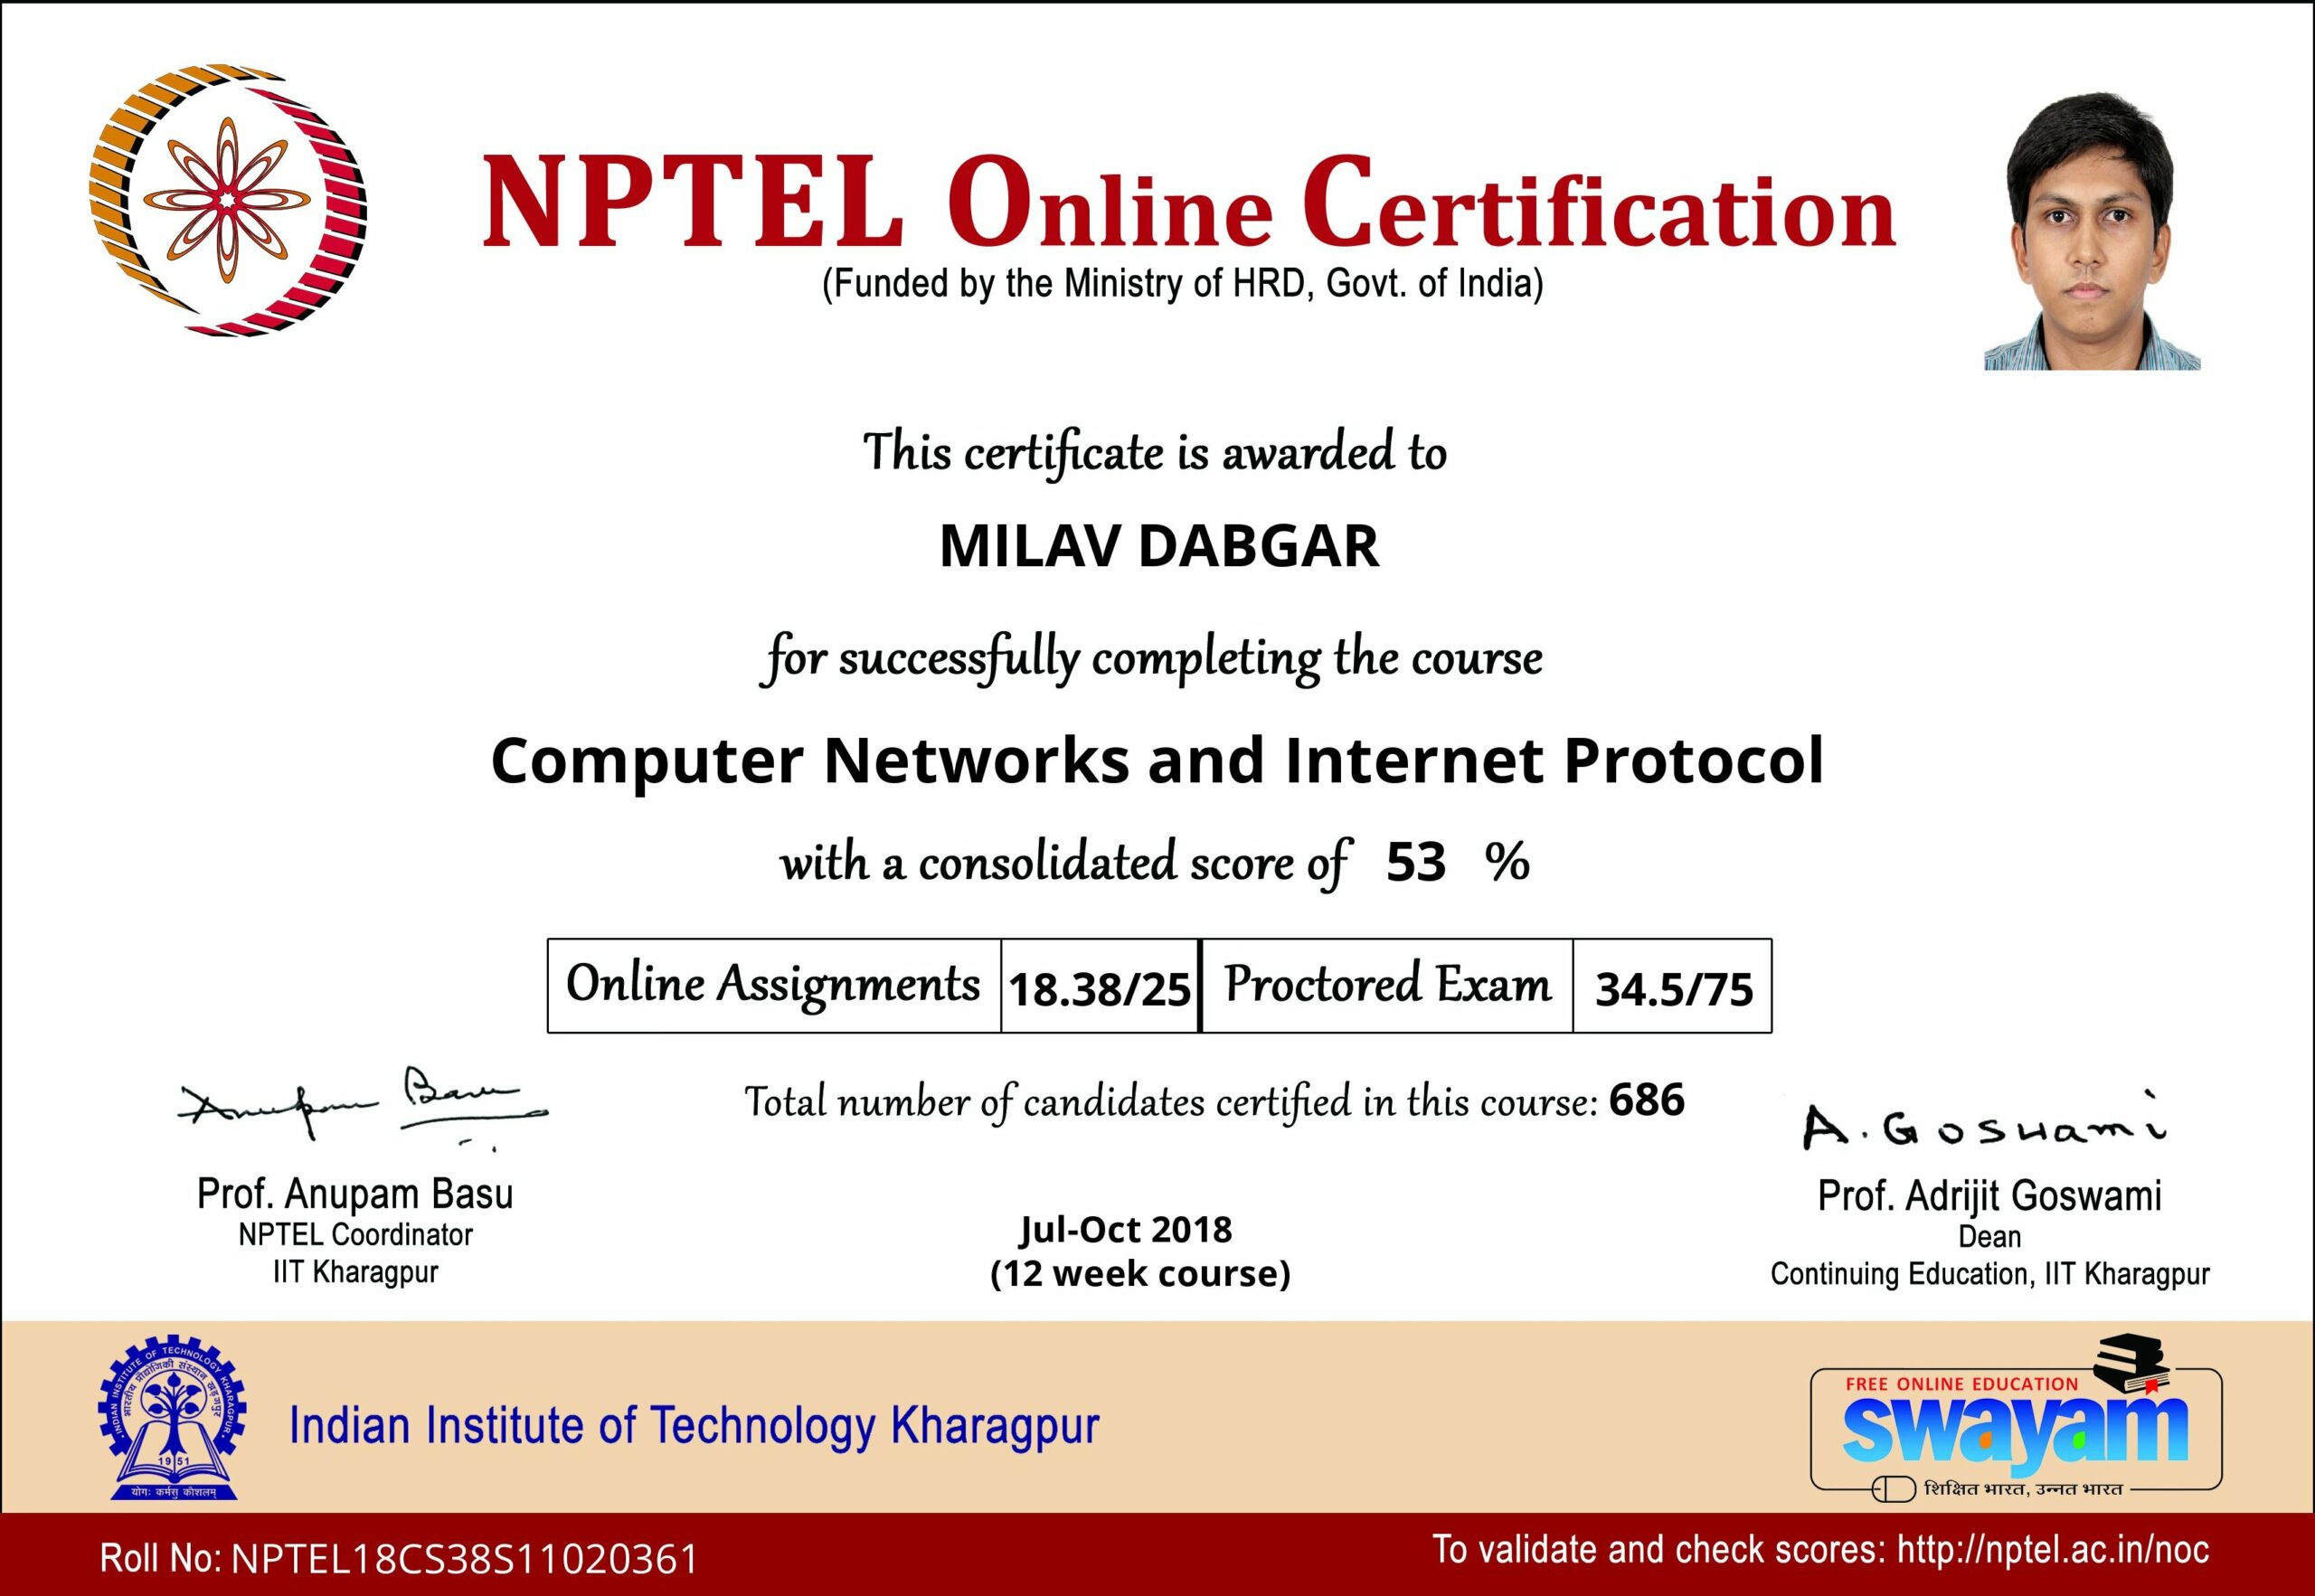 NPTEL Online Certification
(Funded by the Ministry of HRD, Govt. of India)
This certificate is awarded to
MILAV DABGAR
for successfully completing the course
Computer Networks and Internet Protocol
with a consolidated score of 53 %
Online Assignments 18.38/25 Proctored Exam 34.5/75
Total number of candidates certified in this course: 686
Anupam Basu
Prof. Anupam Basu
NPTEL Coordinator
IIT Kharagpur
Jul-Oct 2018
(12 week course)
A. Goswami
Prof. Adrijit Goswami
Dean
Continuing Education, IIT Kharagpur
INDIAN INSTITUTE OF TECHNOLOGY KHARAGPUR
भारतीय प्रौद्योगिकी संस्थान खड़गपुर
1951
योगः कर्मसु कौशलम्
Indian Institute of Technology Kharagpur
FREE ONLINE EDUCATION
swayam
शिक्षित भारत, उन्नत भारत
Roll No: NPTEL18CS38S11020361
To validate and check scores: http://nptel.ac.in/noc